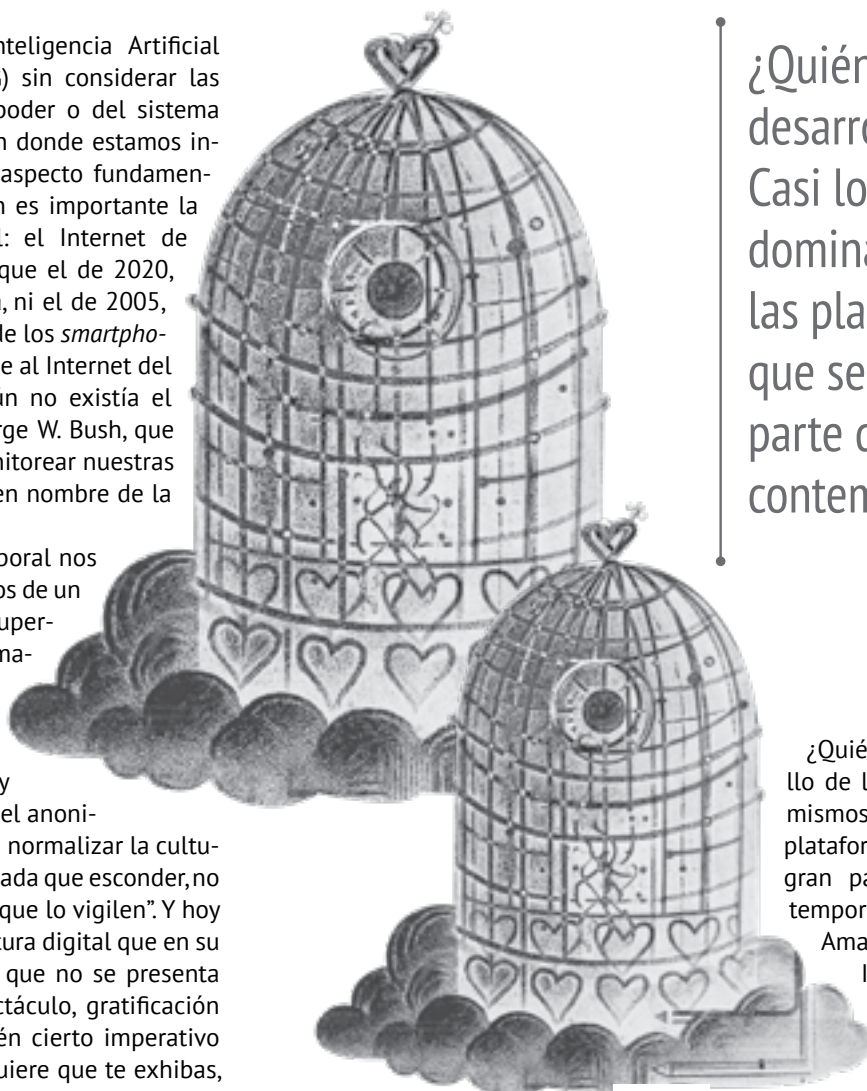 nteligencia Artificial
) sin considerar las
poder o del sistema
n donde estamos in-
aspecto fundamen-
n es importante la
l: el Internet de
que el de 2020,
, ni el de 2005,
de los smartpho-
e al Internet del
ún no existía el
rge W. Bush, que
nitorear nuestras
en nombre de la
poral nos
os de un
uper-
ma-
y
el anoni-
normalizar la cultu-
ada que esconder, no
que lo vigilen”. Y hoy
tura digital que en su
que no se presenta
ctáculo, gratificación
én cierto imperativo
uiere que te exhibas,
¿Quién
desarro
Casi lo
domina
las pla
que se
parte d
conten
¿Quié
llo de l
mismos
platafor
gran pa
tempor
Ama